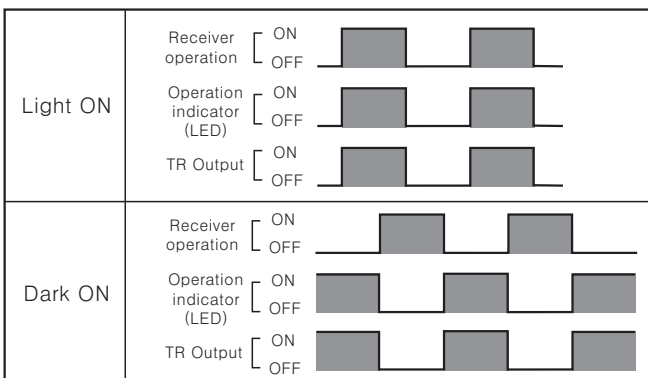 Light ON
Receiver
operation
ON
OFF
Operation
indicator
(LED)
ON
OFF
TR Output
ON
OFF
Dark ON
Receiver
operation
ON
OFF
Operation
indicator
(LED)
ON
OFF
TR Output
ON
OFF